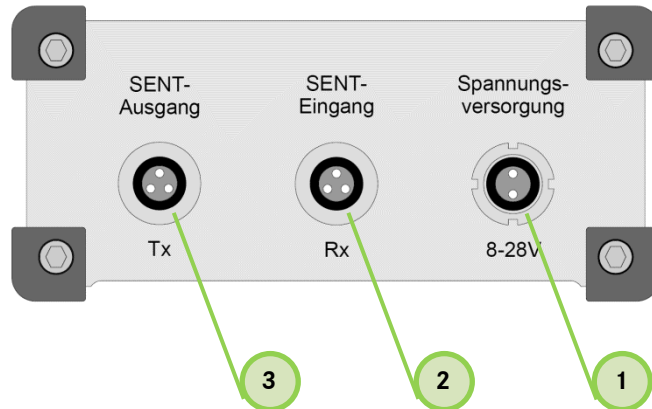 SENT-
Ausgang
SENT-
Eingang
Spannungs-
versorgung
Tx
Rx
8-28V
3
2
1